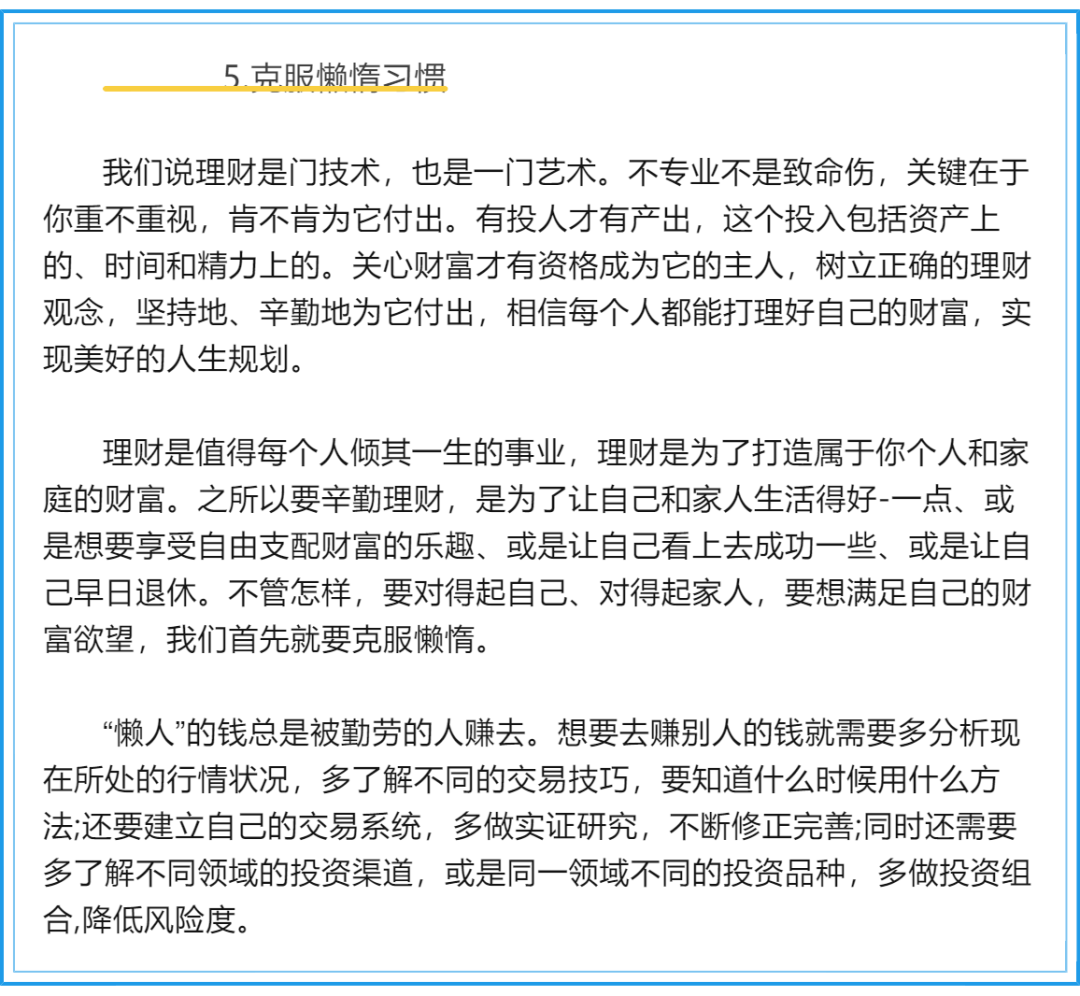 5.克服懒惰习惯
我们说理财是门技术，也是一门艺术。不专业不是致命伤，关键在于
你重不重视，肯不肯为它付出。有投人才有产出，这个投入包括资产上
的、时间和精力上的。关心财富才有资格成为它的主人，树立正确的理财
观念，坚持地、辛勤地为它付出，相信每个人都能打理好自己的财富，实
现美好的人生规划。
理财是值得每个人倾其一生的事业，理财是为了打造属于你个人和家
庭的财富。之所以要辛勤理财，是为了让自己和家人生活得好-一点、或
是想要享受自由支配财富的乐趣、或是让自己看上去成功一些、或是让自
己早日退休。不管怎样，要对得起自己、对得起家人，要想满足自己的财
富欲望，我们首先就要克服懒惰。
“懒人”的钱总是被勤劳的人赚去。想要去赚别人的钱就需要多分析现
在所处的行情状况，多了解不同的交易技巧，要知道什么时候用什么方
法;还要建立自己的交易系统，多做实证研究，不断修正完善;同时还需要
多了解不同领域的投资渠道，或是同一领域不同的投资品种，多做投资组
合,降低风险度。